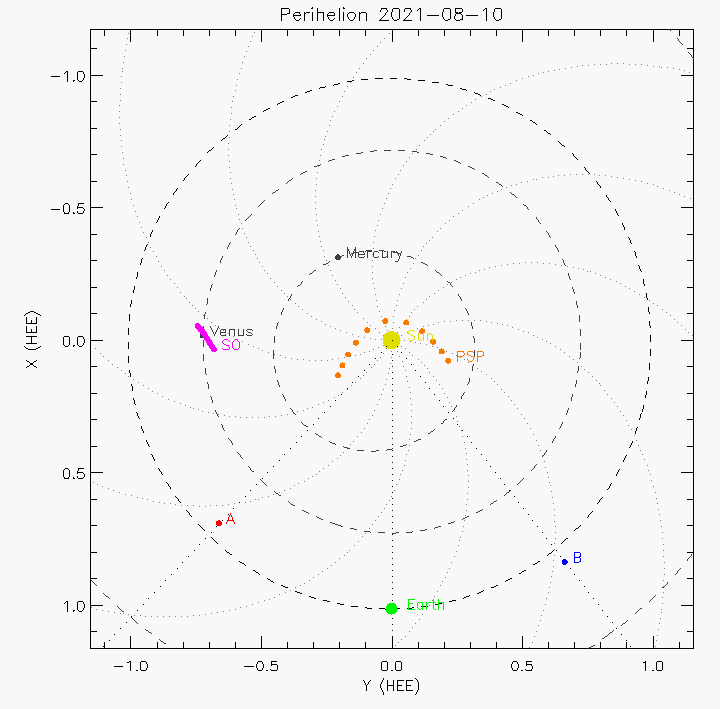 Perihelion 2021-08-10
-1.0
-0.5
0.0
0.5
1.0
X (HEE)
Mercury
Venus
SO
Sun
PSP
A
B
Earth
-1.0
-0.5
0.0
0.5
1.0
Y (HEE)